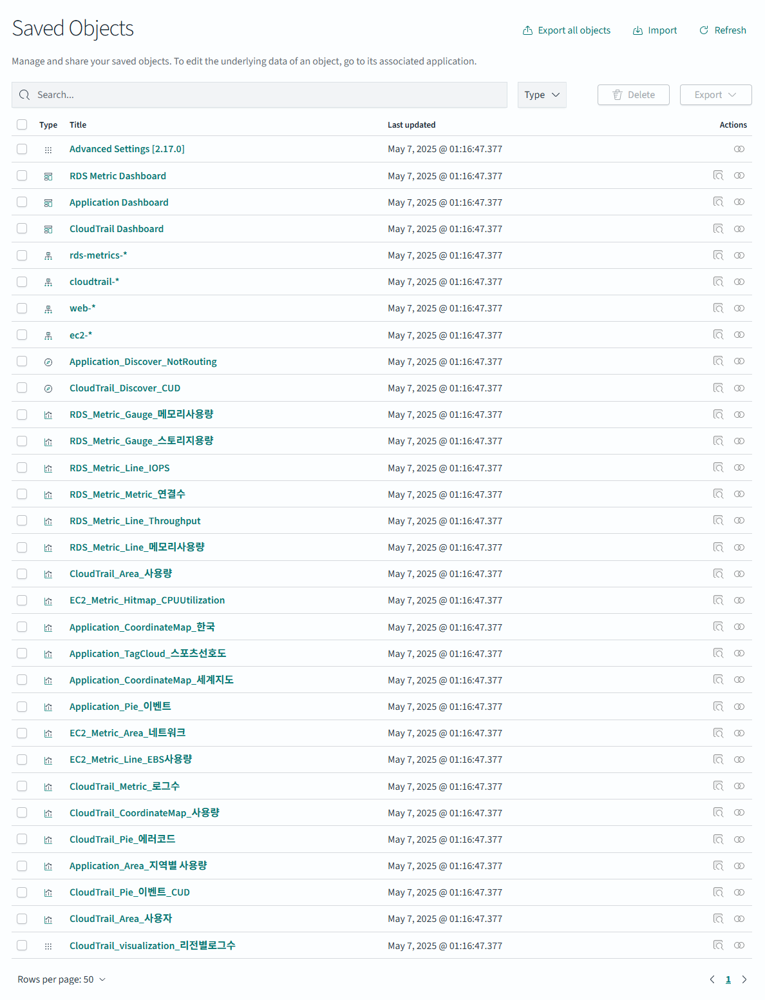 Saved Objects
Export all objects
Import
Refresh
Manage and share your saved objects. To edit the underlying data of an object, go to its associated application.
Search...
Type
Delete
Export
Type Title Last updated Actions
Advanced Settings [2.17.0] May 7, 2025 @ 01:16:47.377
RDS Metric Dashboard May 7, 2025 @ 01:16:47.377
Application Dashboard May 7, 2025 @ 01:16:47.377
CloudTrail Dashboard May 7, 2025 @ 01:16:47.377
rds-metrics-* May 7, 2025 @ 01:16:47.377
cloudtrail-* May 7, 2025 @ 01:16:47.377
web-* May 7, 2025 @ 01:16:47.377
ec2-* May 7, 2025 @ 01:16:47.377
Application_Discover_NotRouting May 7, 2025 @ 01:16:47.377
CloudTrail_Discover_CUD May 7, 2025 @ 01:16:47.377
RDS_Metric_Gauge_메모리사용량 May 7, 2025 @ 01:16:47.377
RDS_Metric_Gauge_스토리지용량 May 7, 2025 @ 01:16:47.377
RDS_Metric_Line_IOPS May 7, 2025 @ 01:16:47.377
RDS_Metric_Metric_연결수 May 7, 2025 @ 01:16:47.377
RDS_Metric_Line_Throughput May 7, 2025 @ 01:16:47.377
RDS_Metric_Line_메모리사용량 May 7, 2025 @ 01:16:47.377
CloudTrail_Area_사용량 May 7, 2025 @ 01:16:47.377
EC2_Metric_Hitmap_CPUUtilization May 7, 2025 @ 01:16:47.377
Application_CoordinateMap_한국 May 7, 2025 @ 01:16:47.377
Application_TagCloud_스포츠선호도 May 7, 2025 @ 01:16:47.377
Application_CoordinateMap_세계지도 May 7, 2025 @ 01:16:47.377
Application_Pie_이벤트 May 7, 2025 @ 01:16:47.377
EC2_Metric_Area_네트워크 May 7, 2025 @ 01:16:47.377
EC2_Metric_Line_EBS사용량 May 7, 2025 @ 01:16:47.377
CloudTrail_Metric_로그수 May 7, 2025 @ 01:16:47.377
CloudTrail_CoordinateMap_사용량 May 7, 2025 @ 01:16:47.377
CloudTrail_Pie_에러코드 May 7, 2025 @ 01:16:47.377
Application_Area_지역별 사용량 May 7, 2025 @ 01:16:47.377
CloudTrail_Pie_이벤트_CUD May 7, 2025 @ 01:16:47.377
CloudTrail_Area_사용자 May 7, 2025 @ 01:16:47.377
CloudTrail_visualization_리전별로그수 May 7, 2025 @ 01:16:47.377
Rows per page: 50
1